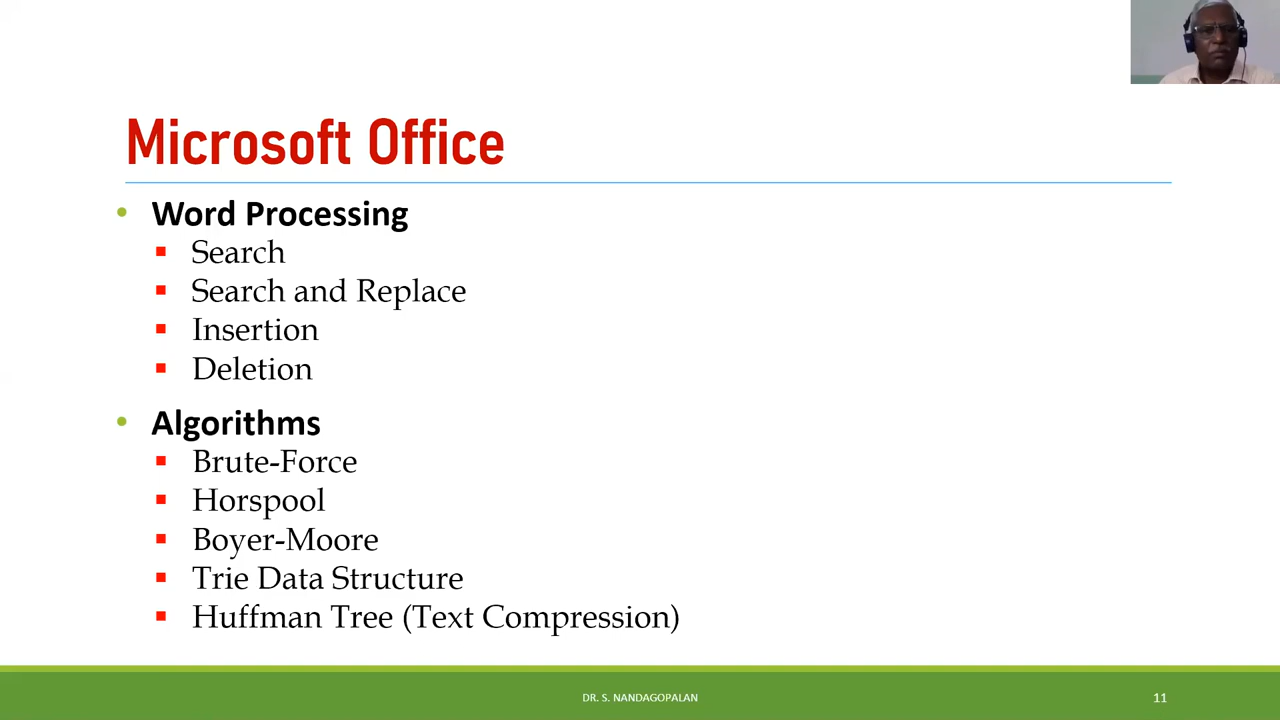 Microsoft Office
• Word Processing
▪ Search
▪ Search and Replace
▪ Insertion
▪ Deletion
• Algorithms
▪ Brute-Force
▪ Horspool
▪ Boyer-Moore
▪ Trie Data Structure
▪ Huffman Tree (Text Compression)
DR. S. NANDAGOPALAN
11